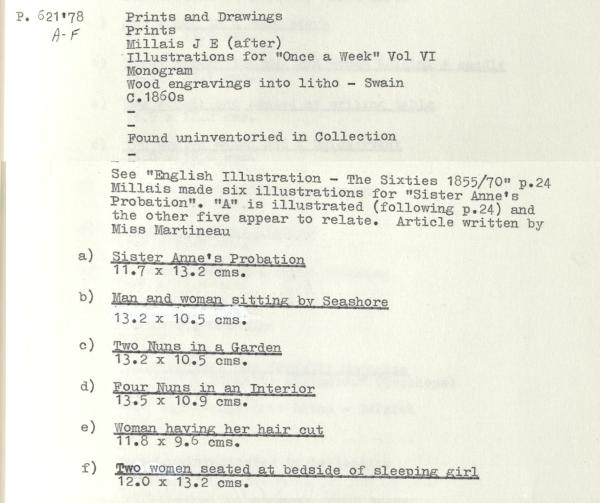 P. 621'78
A-F
Prints and Drawings
Prints
Millais J E (after)
Illustrations for "Once a Week" Vol VI
Monogram
Wood engravings into litho - Swain
C.1860s
-
-
Found uninventoried in Collection
-
See "English Illustration - The Sixties 1855/70" p.24
Millais made six illustrations for "Sister Anne's
Probation". "A" is illustrated (following p.24) and
the other five appear to relate. Article written by
Miss Martineau
a) Sister Anne's Probation
11.7 x 13.2 cms.
b) Man and woman sitting by Seashore
13.2 x 10.5 cms.
c) Two Nuns in a Garden
13.2 x 10.5 cms.
d) Four Nuns in an Interior
13.5 x 10.9 cms.
e) Woman having her hair cut
11.8 x 9.6 cms.
f) Two women seated at bedside of sleeping girl
12.0 x 13.2 cms.